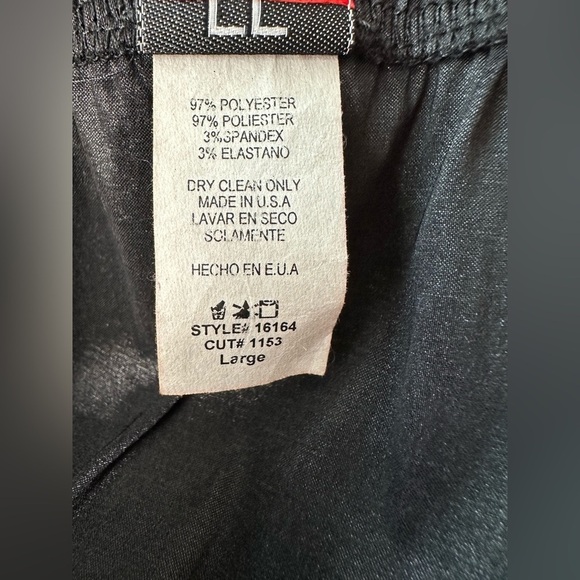 97% POLYESTER
97% POLIESTER
3%SPANDEX
3% ELASTANO
DRY CLEAN ONLY
MADE IN U.S.A
LAVAR EN SECO
SOLAMENTE
HECHO EN E.U.A
STYLE# 16164
CUT# 1153
Large